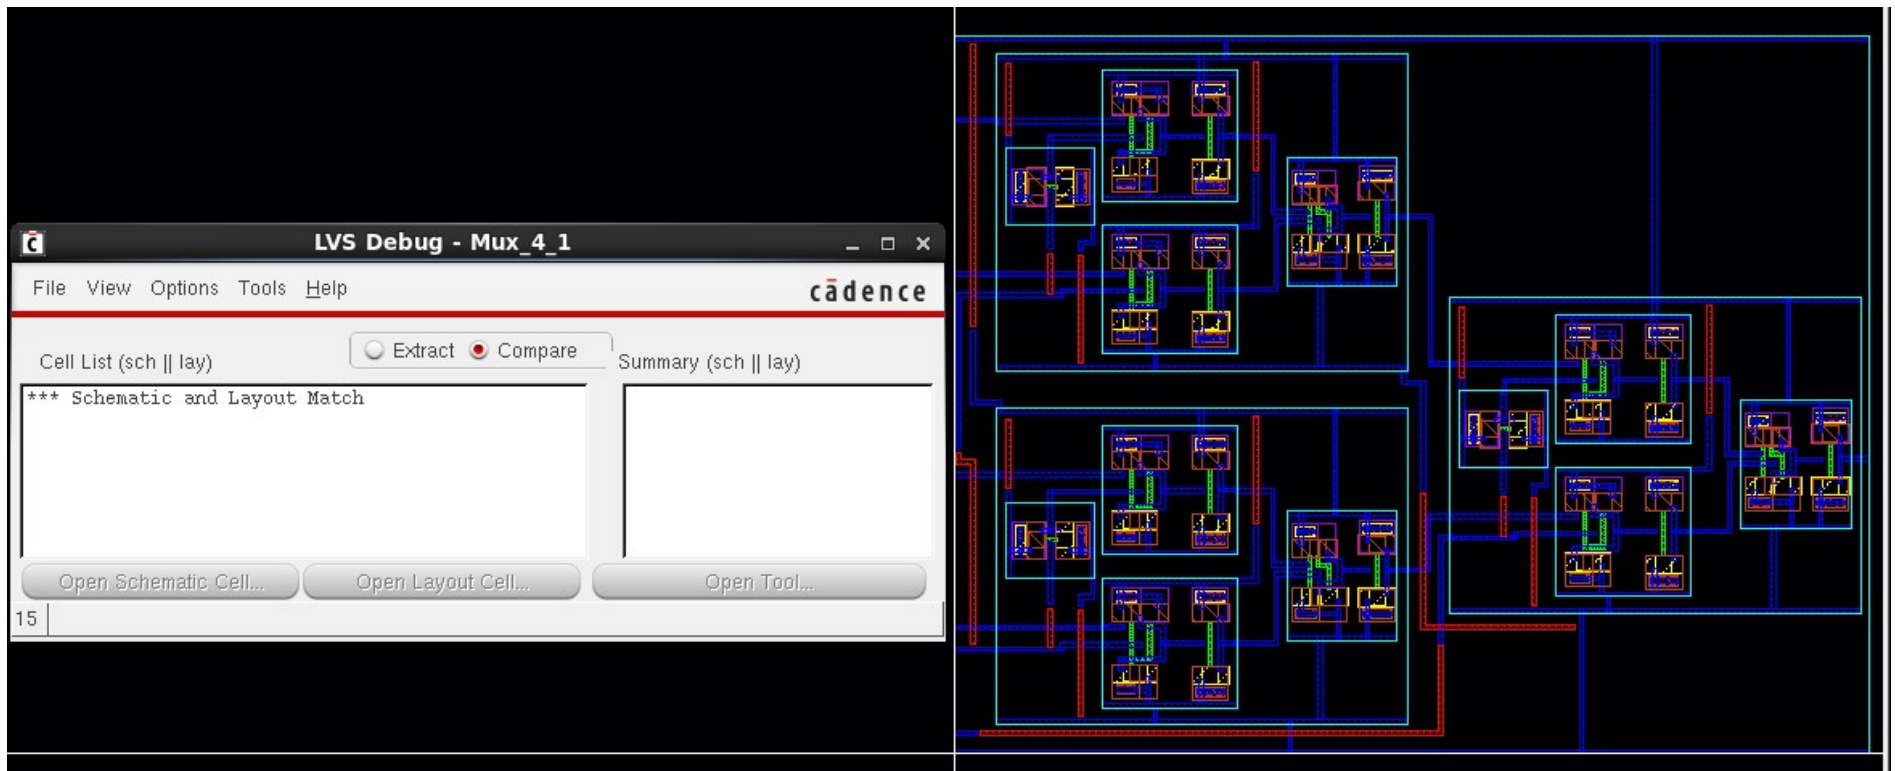 LVS Debug - Mux_4_1
File View Options Tools Help
cādence
Extract Compare
Cell List (sch || lay)
Summary (sch || lay)
*** Schematic and Layout Match
Open Schematic Cell... Open Layout Cell... Open Tool...
15